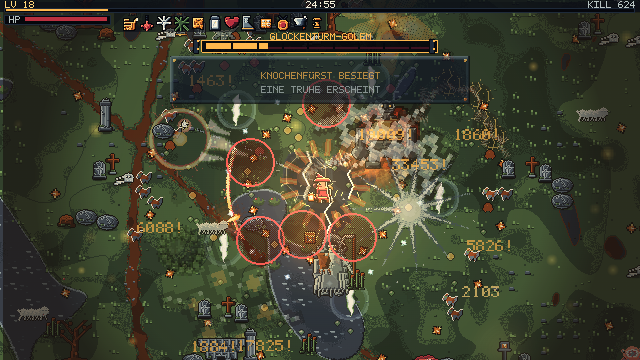 LV 18
24:55
KILL 624
HP
GLOCKENTURM-GOLEM
1463!
KNOCHENFÜRST BESIEGT
EINE TRUHE ERSCHEINT
1860!
33453!
6088!
5826!
2103